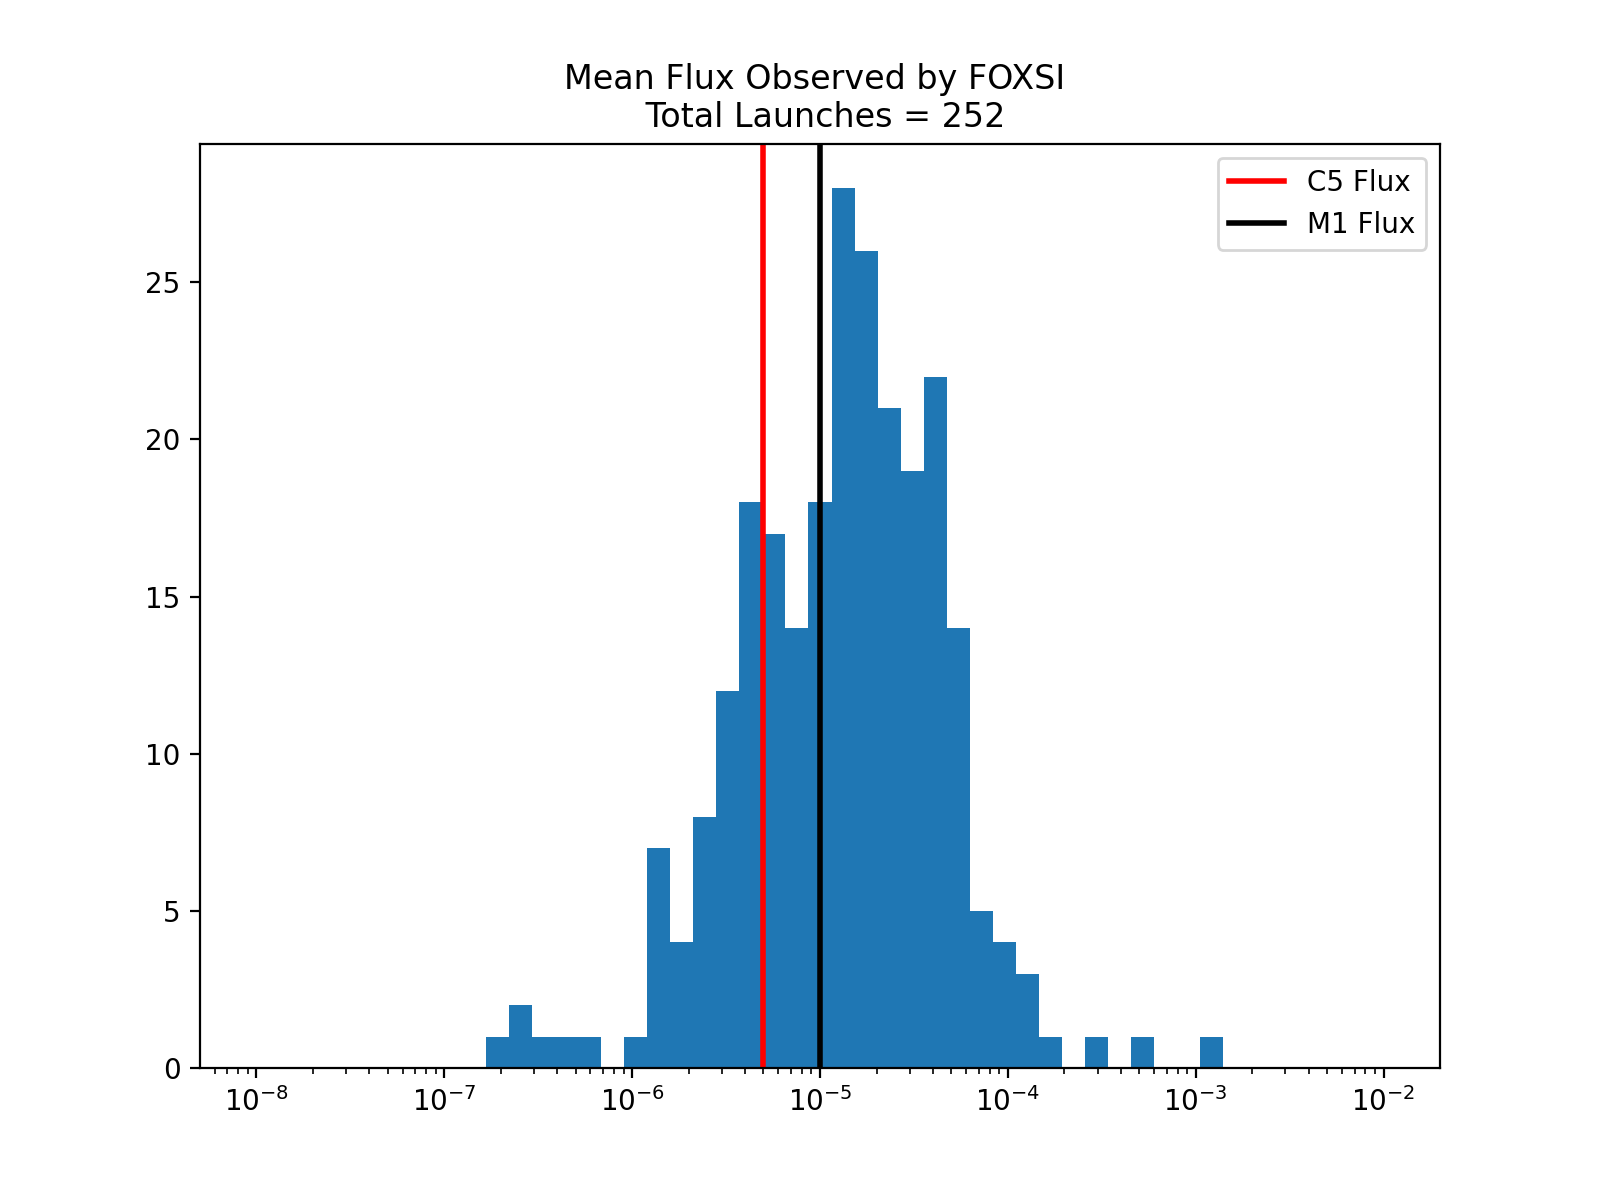 Mean Flux Observed by FOXSI
Total Launches = 252
C5 Flux
M1 Flux
25
20
15
10
5
0
10⁻⁸ 10⁻⁷ 10⁻⁶ 10⁻⁵ 10⁻⁴ 10⁻³ 10⁻²